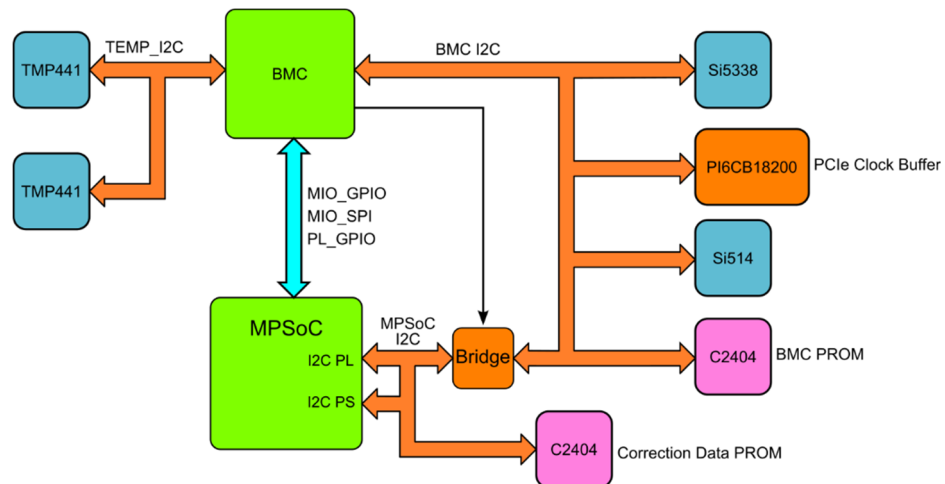 TMP441
TEMP_I2C
BMC
BMC I2C
Si5338
TMP441
PI6CB18200
PCIe Clock Buffer
MIO_GPIO
MIO_SPI
PL_GPIO
Si514
MPSoC
I2C PL
I2C PS
MPSoC
I2C
Bridge
C2404
BMC PROM
C2404
Correction Data PROM